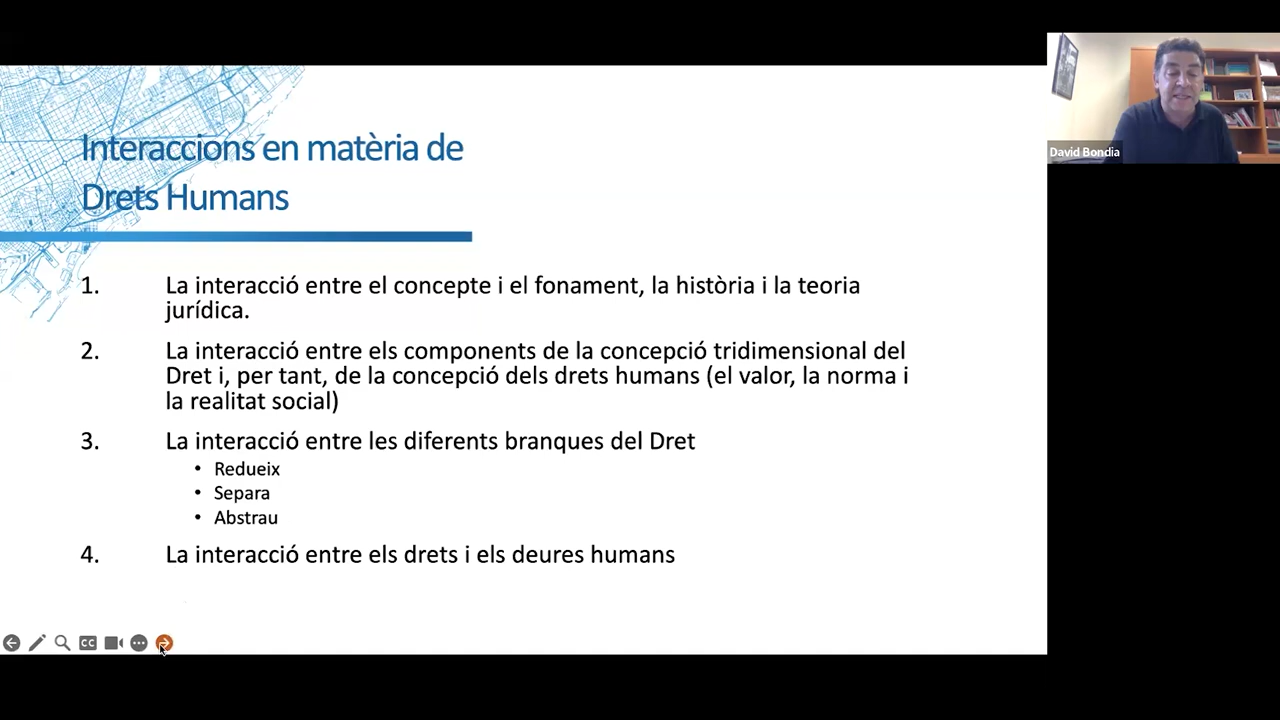 Interaccions en matèria de
Drets Humans
1. La interacció entre el concepte i el fonament, la història i la teoria
jurídica.
2. La interacció entre els components de la concepció tridimensional del
Dret i, per tant, de la concepció dels drets humans (el valor, la norma i
la realitat social)
3. La interacció entre les diferents branques del Dret
• Redueix
• Separa
• Abstrau
4. La interacció entre els drets i els deures humans
CC
David Bondia